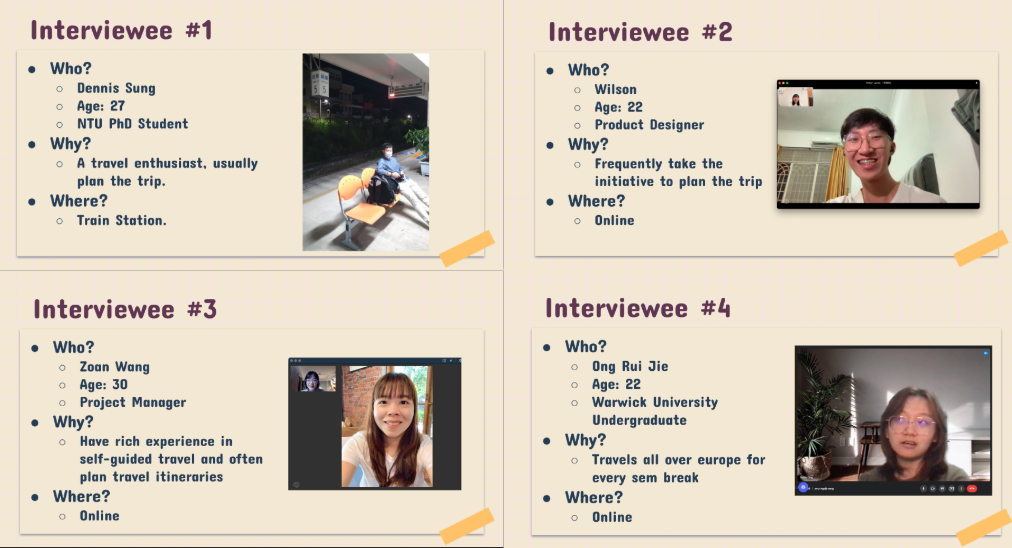 Interviewee #1
Who?
Dennis Sung
Age: 27
NTU PhD Student
Why?
A travel enthusiast, usually
plan the trip.
Where?
Train Station.
Interviewee #2
Who?
Wilson
Age: 22
Product Designer
Why?
Frequently take the
initiative to plan the trip
Where?
Online
Interviewee #3
Who?
Zoan Wang
Age: 30
Project Manager
Why?
Have rich experience in
self-guided travel and often
plan travel itineraries
Where?
Online
Interviewee #4
Who?
Ong Rui Jie
Age: 22
Warwick University
Undergraduate
Why?
Travels all over europe for
every sem break
Where?
Online